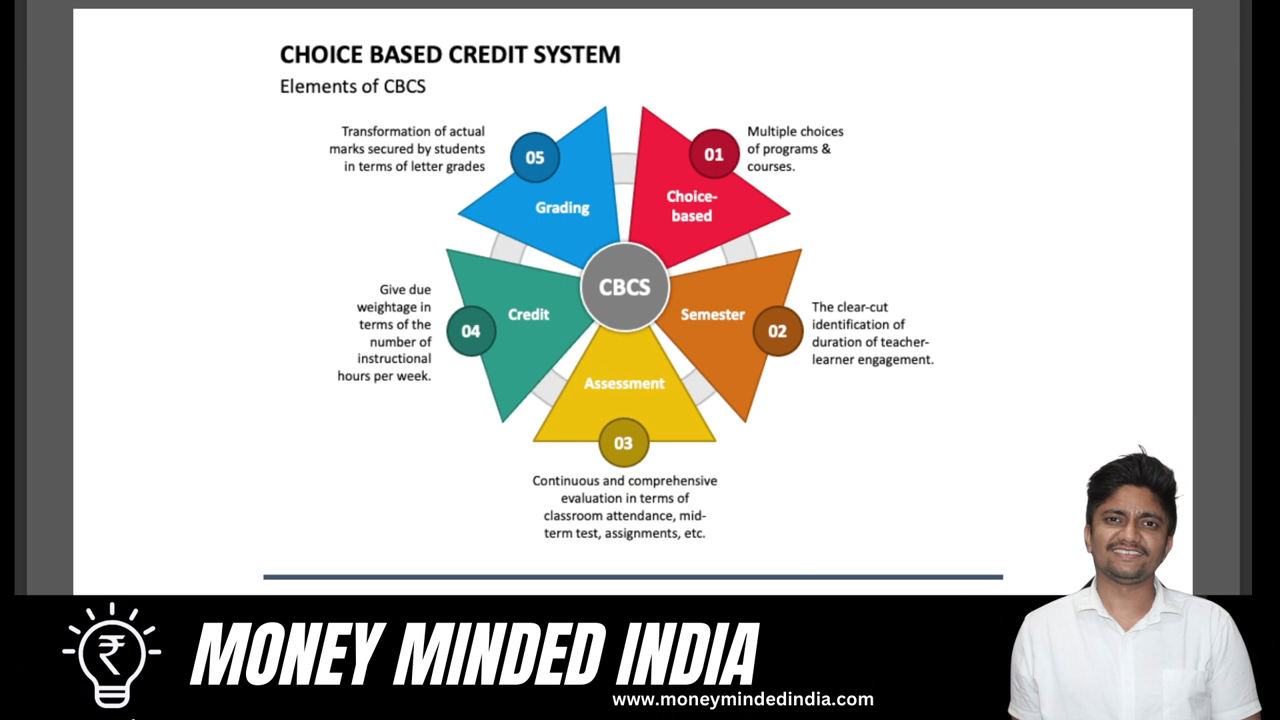 CHOICE BASED CREDIT SYSTEM
Elements of CBCS
Transformation of actual
marks secured by students
in terms of letter grades
05
Grading
01
Choice-
based
Multiple choices
of programs &
courses.
CBCS
Give due
weightage in
terms of the
number of
instructional
hours per week.
04
Credit
Semester
02
The clear-cut
identification of
duration of teacher-
learner engagement.
Assessment
03
Continuous and comprehensive
evaluation in terms of
classroom attendance, mid-
term test, assignments, etc.
₹
MONEY MINDED INDIA
www.moneymindedindia.com